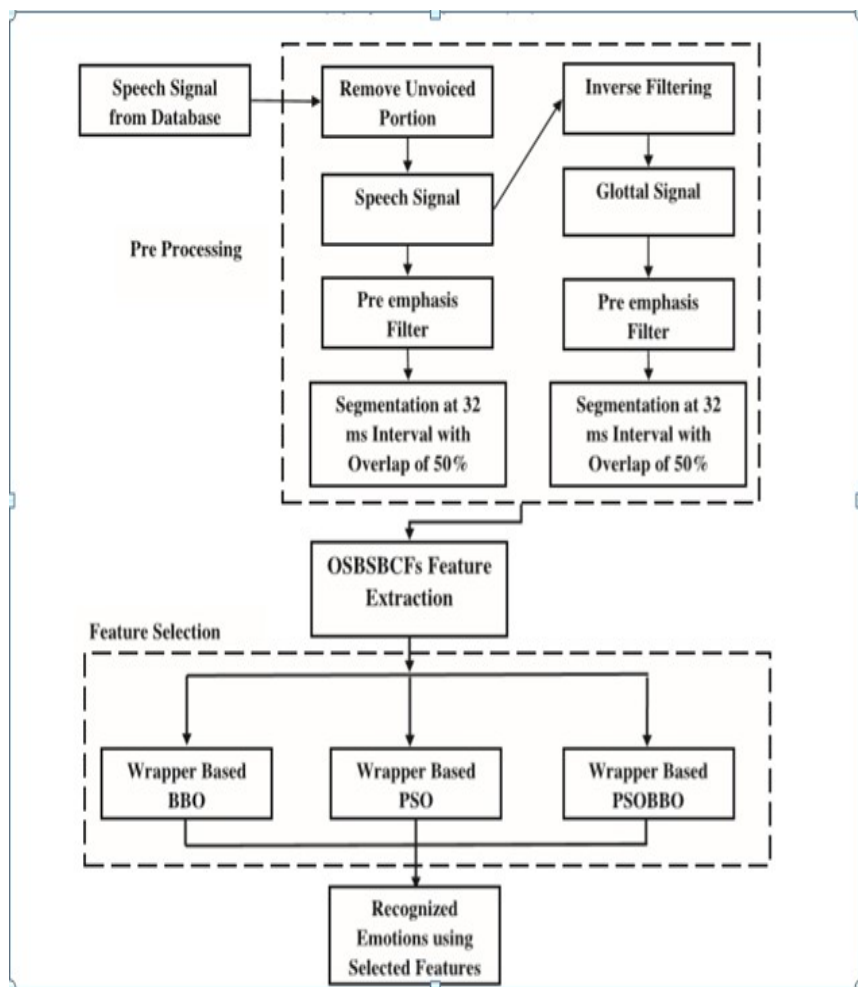 Speech Signal
from Database
Remove Unvoiced
Portion
Inverse Filtering
Speech Signal
Glottal Signal
Pre Processing
Pre emphasis
Filter
Pre emphasis
Filter
Segmentation at 32
ms Interval with
Overlap of 50%
Segmentation at 32
ms Interval with
Overlap of 50%
OSBSBCFs Feature
Extraction
Feature Selection
Wrapper Based
BBO
Wrapper Based
PSO
Wrapper Based
PSOBBO
Recognized
Emotions using
Selected Features